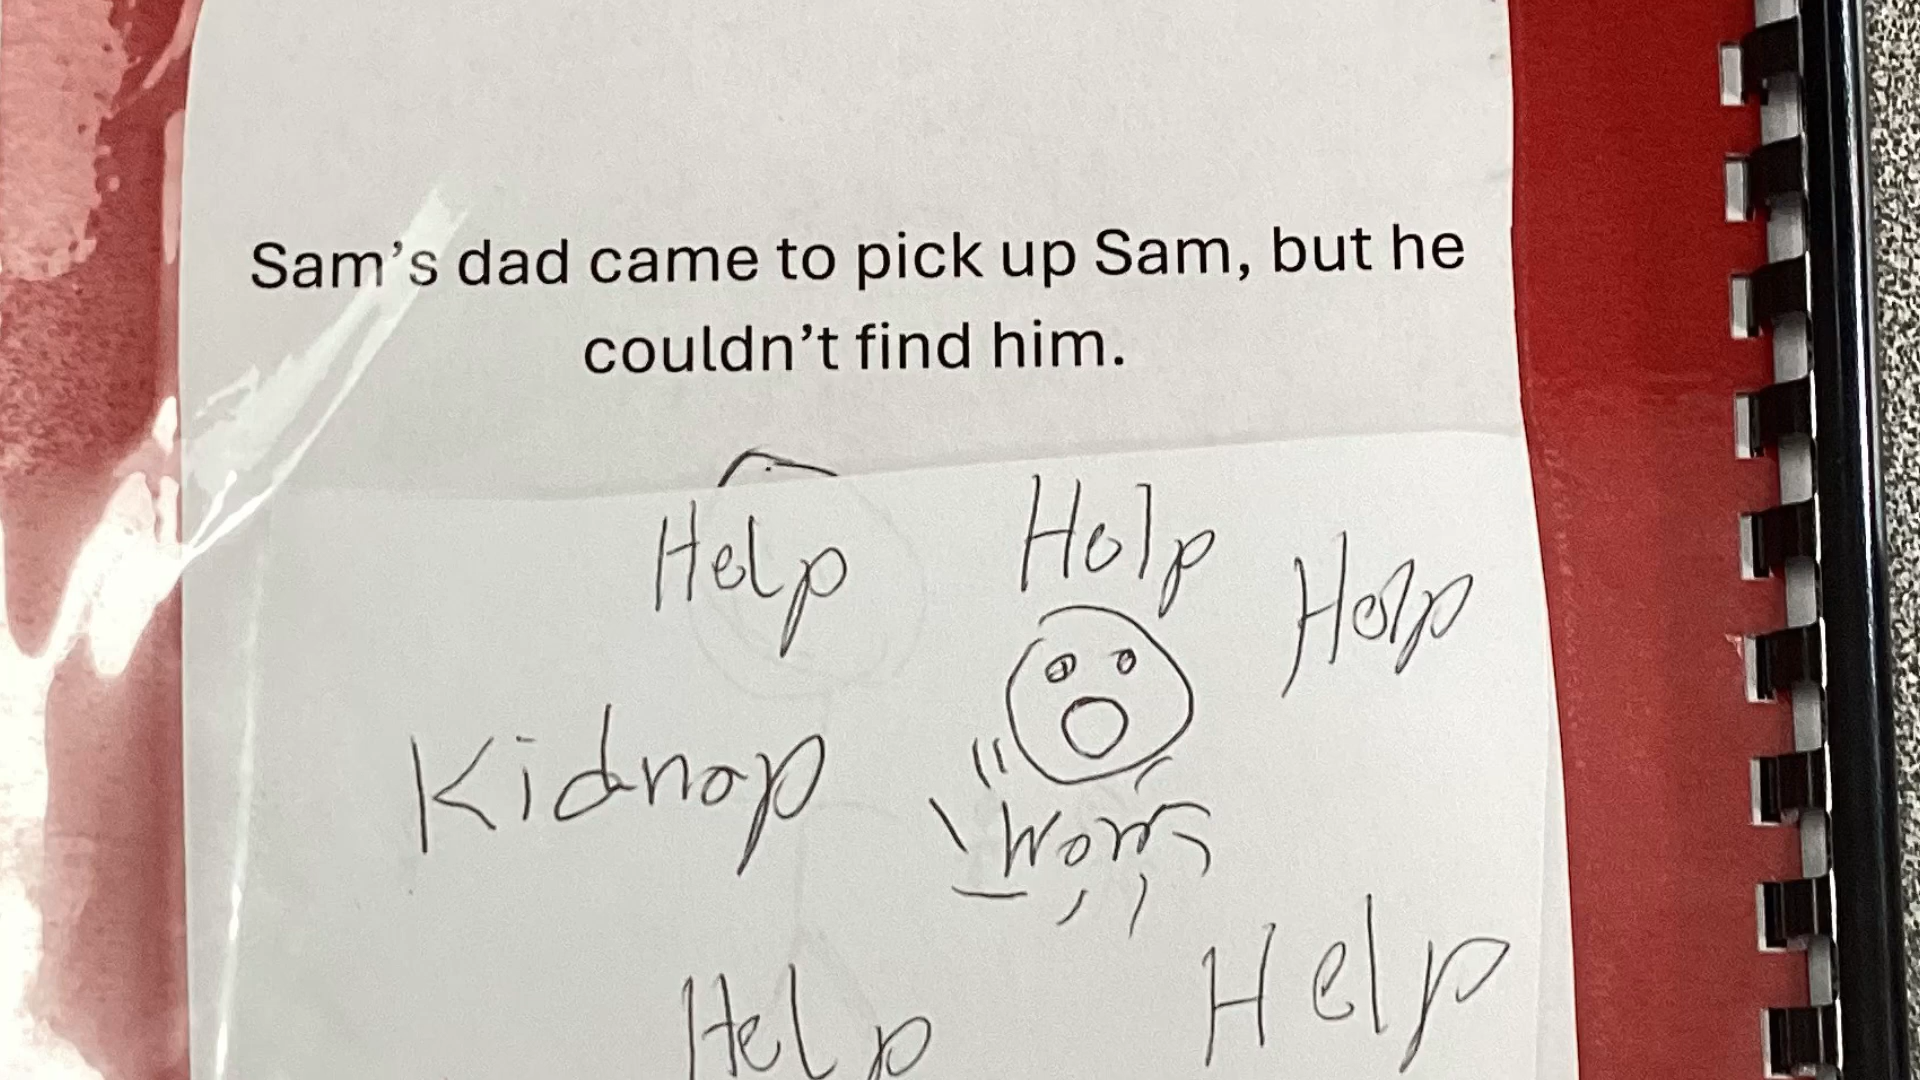 Sam's dad came to pick up Sam, but he
couldn't find him.
Help Help Help
Kidnap
Help Help